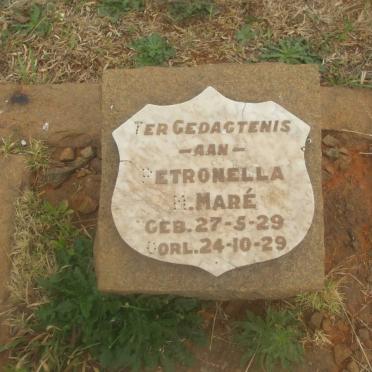 TER GEDAGTENIS
— AAN —
PETRONELLA
M. MARÉ
GEB. 27-5-29
OORL. 24-10-29